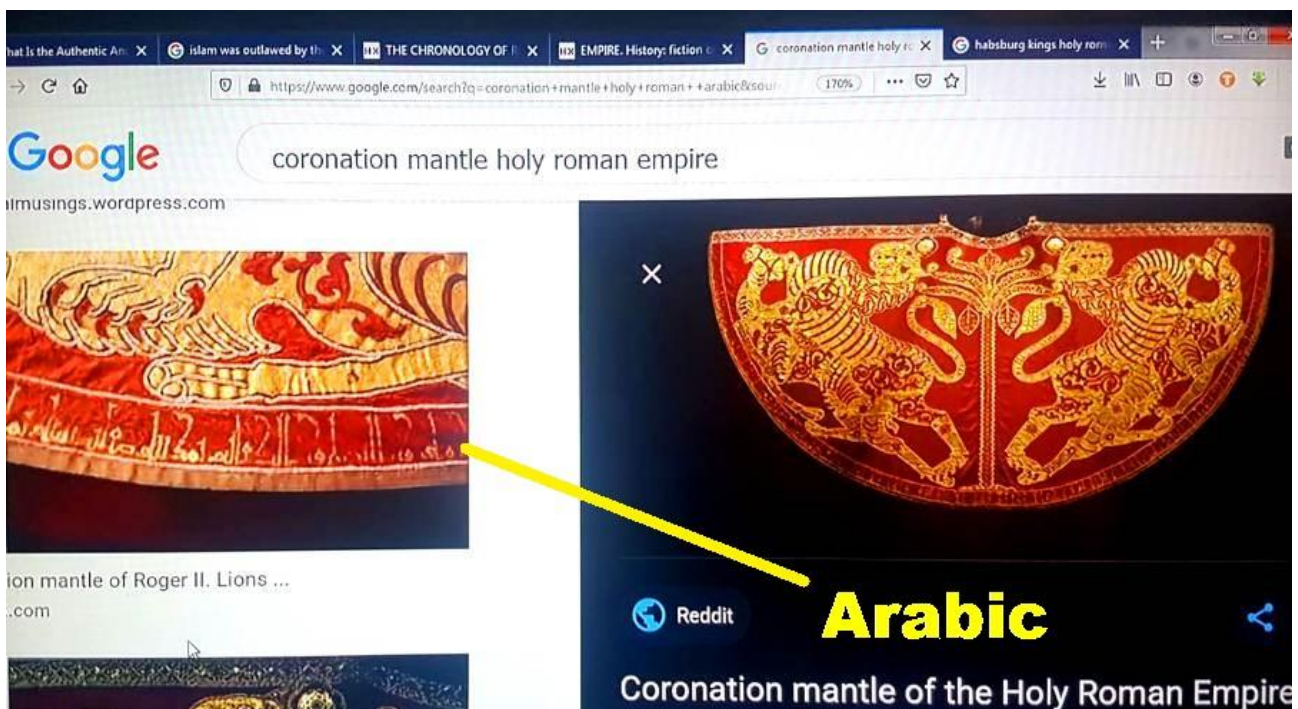 hat Is the Authentic An X
islam was outlawed by th X
HX THE CHRONOLOGY OF X
HX EMPIRE. History: fiction o X
G coronation mantle holy ro X
habsburg kings holy rom X
https://www.google.com/search?q=coronation+mantle+holy+roman++arabic&sour
170%
Google
coronation mantle holy roman empire
musings.wordpress.com
ion mantle of Roger II. Lions ...
.com
Reddit
Arabic
Coronation mantle of the Holy Roman Empire